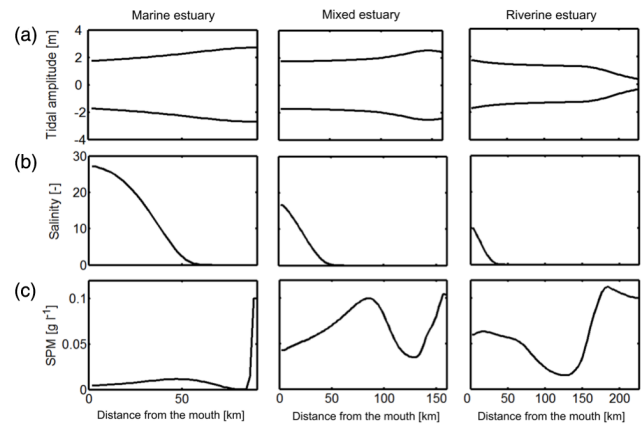 Marine estuary
Mixed estuary
Riverine estuary
(a)
Tidal amplitude [m]
4
2
0
-2
-4
(b)
Salinity [-]
30
20
10
0
(c)
SPM [g l⁻¹]
0.1
0.05
0
0 50
0 50 100 150
0 50 100 150 200
Distance from the mouth [km]
Distance from the mouth [km]
Distance from the mouth [km]